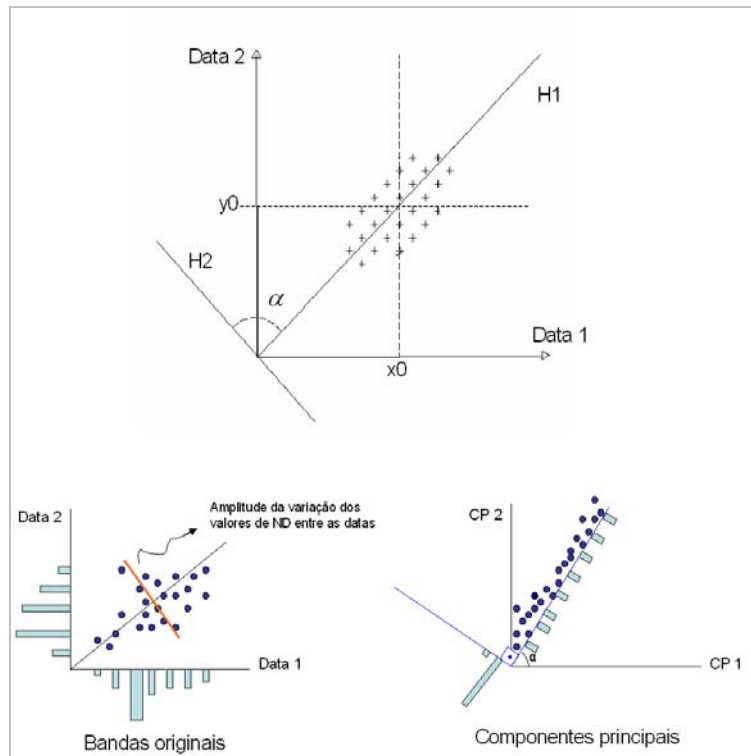 Data 2
H1
y0
H2
α
Data 1
x0
Amplitude da variação dos
valores de ND entre as datas
Data 2
Data 1
Bandas originais
CP 2
α
CP 1
Componentes principais